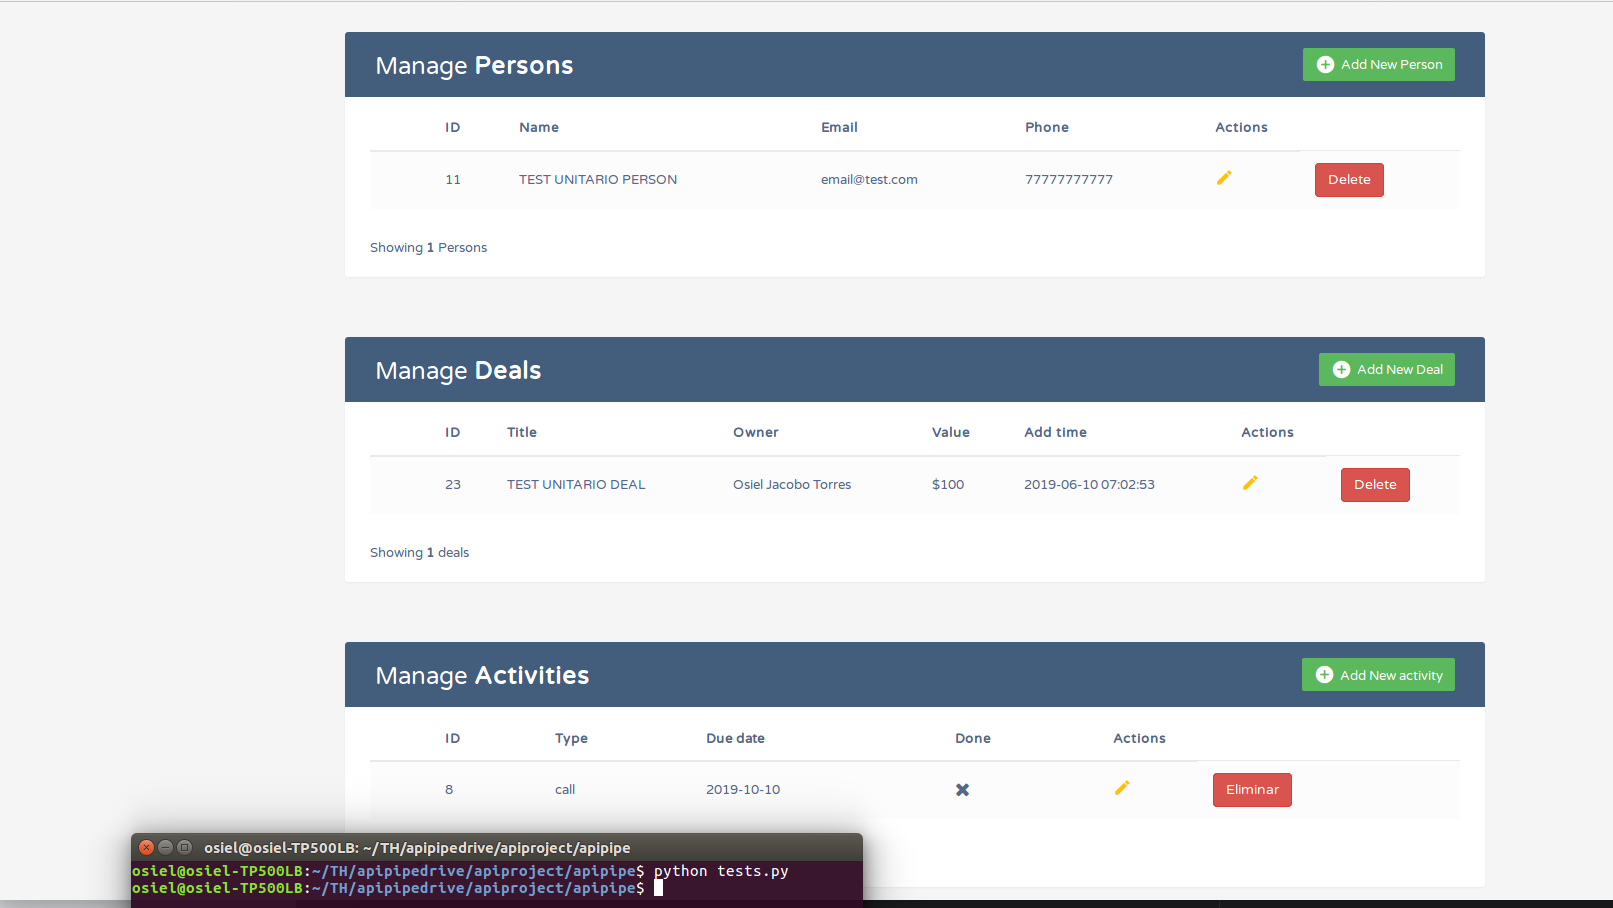 Manage Persons
Add New Person
ID Name Email Phone Actions
11 TEST UNITARIO PERSON email@test.com 77777777777 Delete
Showing 1 Persons
Manage Deals
Add New Deal
ID Title Owner Value Add time Actions
23 TEST UNITARIO DEAL Osiel Jacobo Torres $100 2019-06-10 07:02:53 Delete
Showing 1 deals
Manage Activities
Add New activity
ID Type Due date Done Actions
8 call 2019-10-10 Eliminar
osiel@osiel-TP500LB: ~/TH/apipipedrive/apiproject/apipipe
osiel@osiel-TP500LB:~/TH/apipipedrive/apiproject/apipipe$ python tests.py
osiel@osiel-TP500LB:~/TH/apipipedrive/apiproject/apipipe$